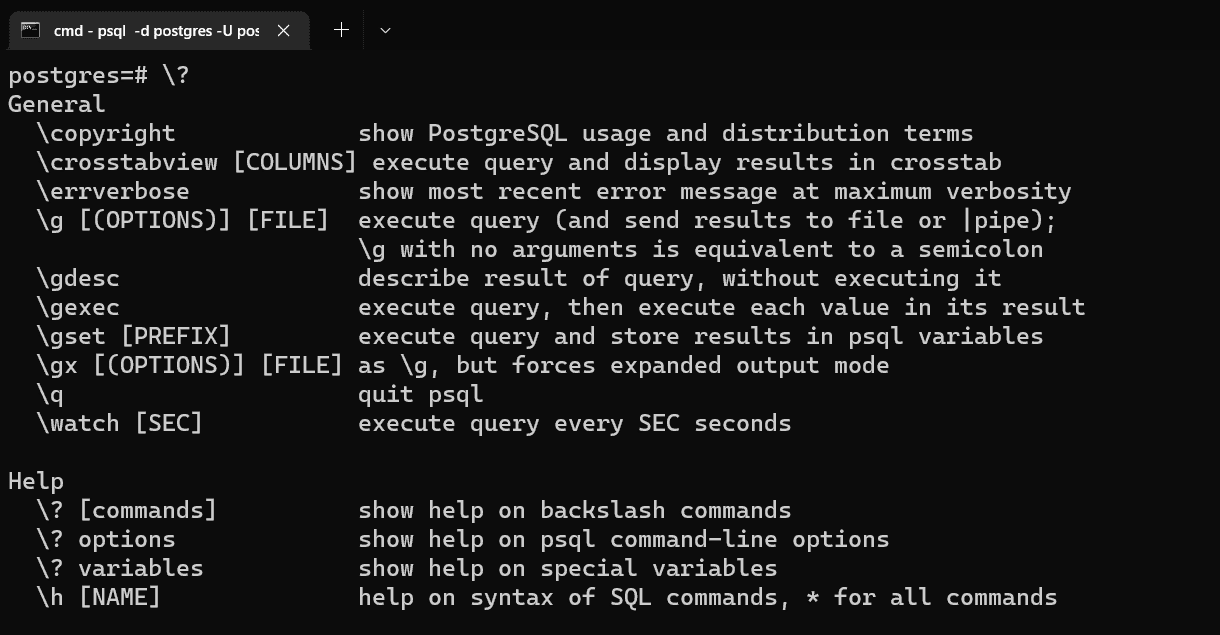 cmd - psql -d postgres -U pos
postgres=# \?
General
  \copyright             show PostgreSQL usage and distribution terms
  \crosstabview [COLUMNS] execute query and display results in crosstab
  \errverbose            show most recent error message at maximum verbosity
  \g [(OPTIONS)] [FILE]  execute query (and send results to file or |pipe);
                         \g with no arguments is equivalent to a semicolon
  \gdesc                 describe result of query, without executing it
  \gexec                 execute query, then execute each value in its result
  \gset [PREFIX]         execute query and store results in psql variables
  \gx [(OPTIONS)] [FILE] as \g, but forces expanded output mode
  \q                     quit psql
  \watch [SEC]           execute query every SEC seconds

Help
  \? [commands]          show help on backslash commands
  \? options             show help on psql command-line options
  \? variables           show help on special variables
  \h [NAME]              help on syntax of SQL commands, * for all commands